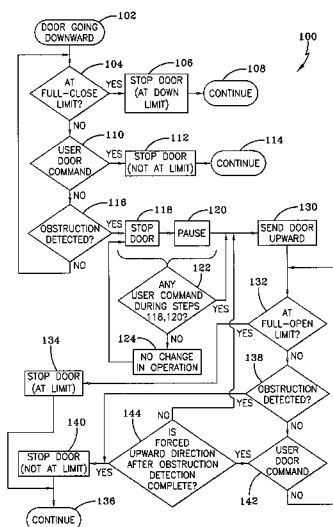 DOOR GOING
DOWNWARD
102
100
104
AT
FULL-CLOSE
LIMIT?
YES
106
STOP DOOR
(AT DOWN
LIMIT)
108
CONTINUE
NO
110
USER
DOOR
COMMAND
YES
112
STOP DOOR
(NOT AT LIMIT)
114
CONTINUE
NO
116
OBSTRUCTION
DETECTED?
YES
NO
118
STOP
DOOR
120
PAUSE
130
SEND DOOR
UPWARD
122
ANY
USER COMMAND
DURING STEPS
118,120?
YES
NO
124
NO CHANGE
IN OPERATION
132
AT
FULL-OPEN
LIMIT?
YES
NO
134
STOP DOOR
(AT LIMIT)
138
OBSTRUCTION
DETECTED?
YES
NO
140
STOP DOOR
(NOT AT LIMIT)
144
NO
IS
FORCED
UPWARD DIRECTION
AFTER OBSTRUCTION
DETECTION
COMPLETE?
YES
YES
USER
DOOR
COMMAND
142
NO
CONTINUE
136